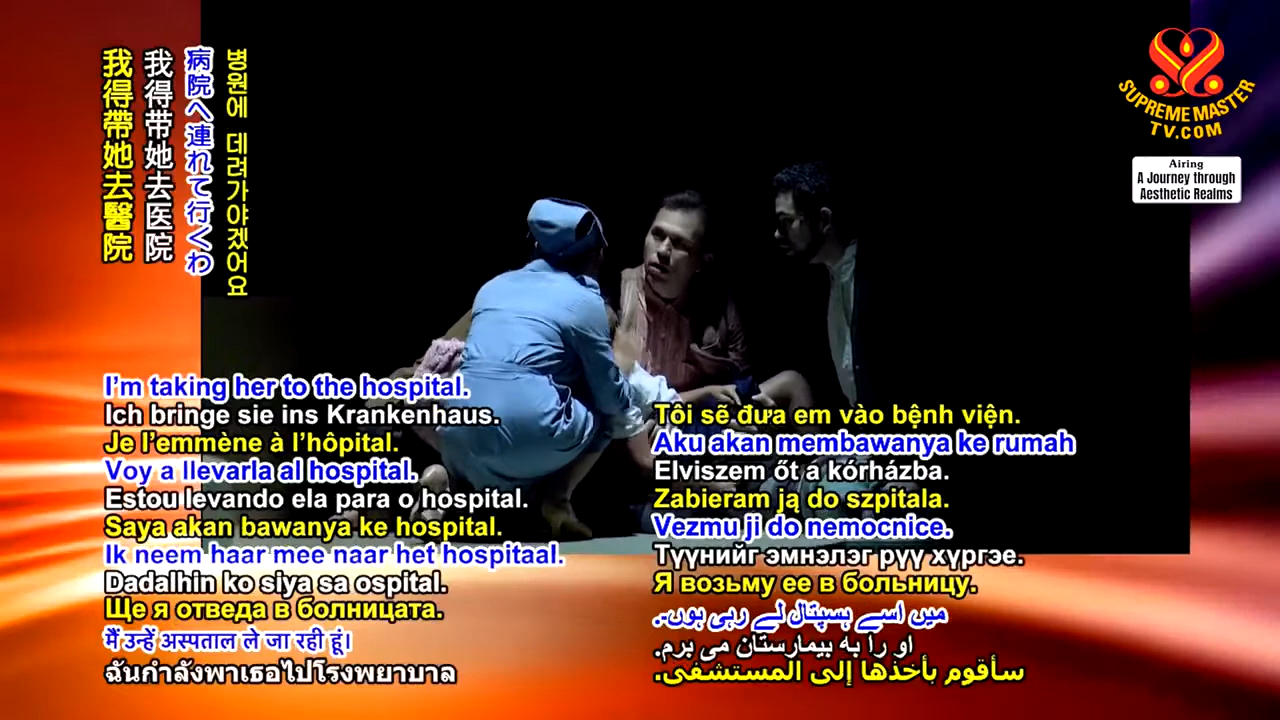 我得帶她去醫院
我得带她去医院
病院へ連れて行くわ
병원에 데려가야겠어요
SUPREME MASTER
TV.COM
Airing
A Journey through
Aesthetic Realms
I'm taking her to the hospital.
Ich bringe sie ins Krankenhaus.
Je l'emmène à l'hôpital.
Voy a llevarla al hospital.
Estou levando ela para o hospital.
Saya akan bawanya ke hospital.
Ik neem haar mee naar het hospitaal.
Dadalhin ko siya sa ospital.
Ще я отведа в болницата.
मैं उन्हें अस्पताल ले जा रही हूं।
ฉันกำลังพาเธอไปโรงพยาบาล
Tôi sẽ đưa em vào bệnh viện.
Aku akan membawanya ke rumah
Elviszem őt á kórházba.
Zabieram ją do szpitala.
Vezmu ji do nemocnice.
Түүнийг эмнэлэг рүү хүргэе.
Я возьму ее в больницу.
میں اسے ہسپتال لے رہی ہوں-.
او را به بیمارستان می برم.
سأقوم بأخذها إلى المستشفى.